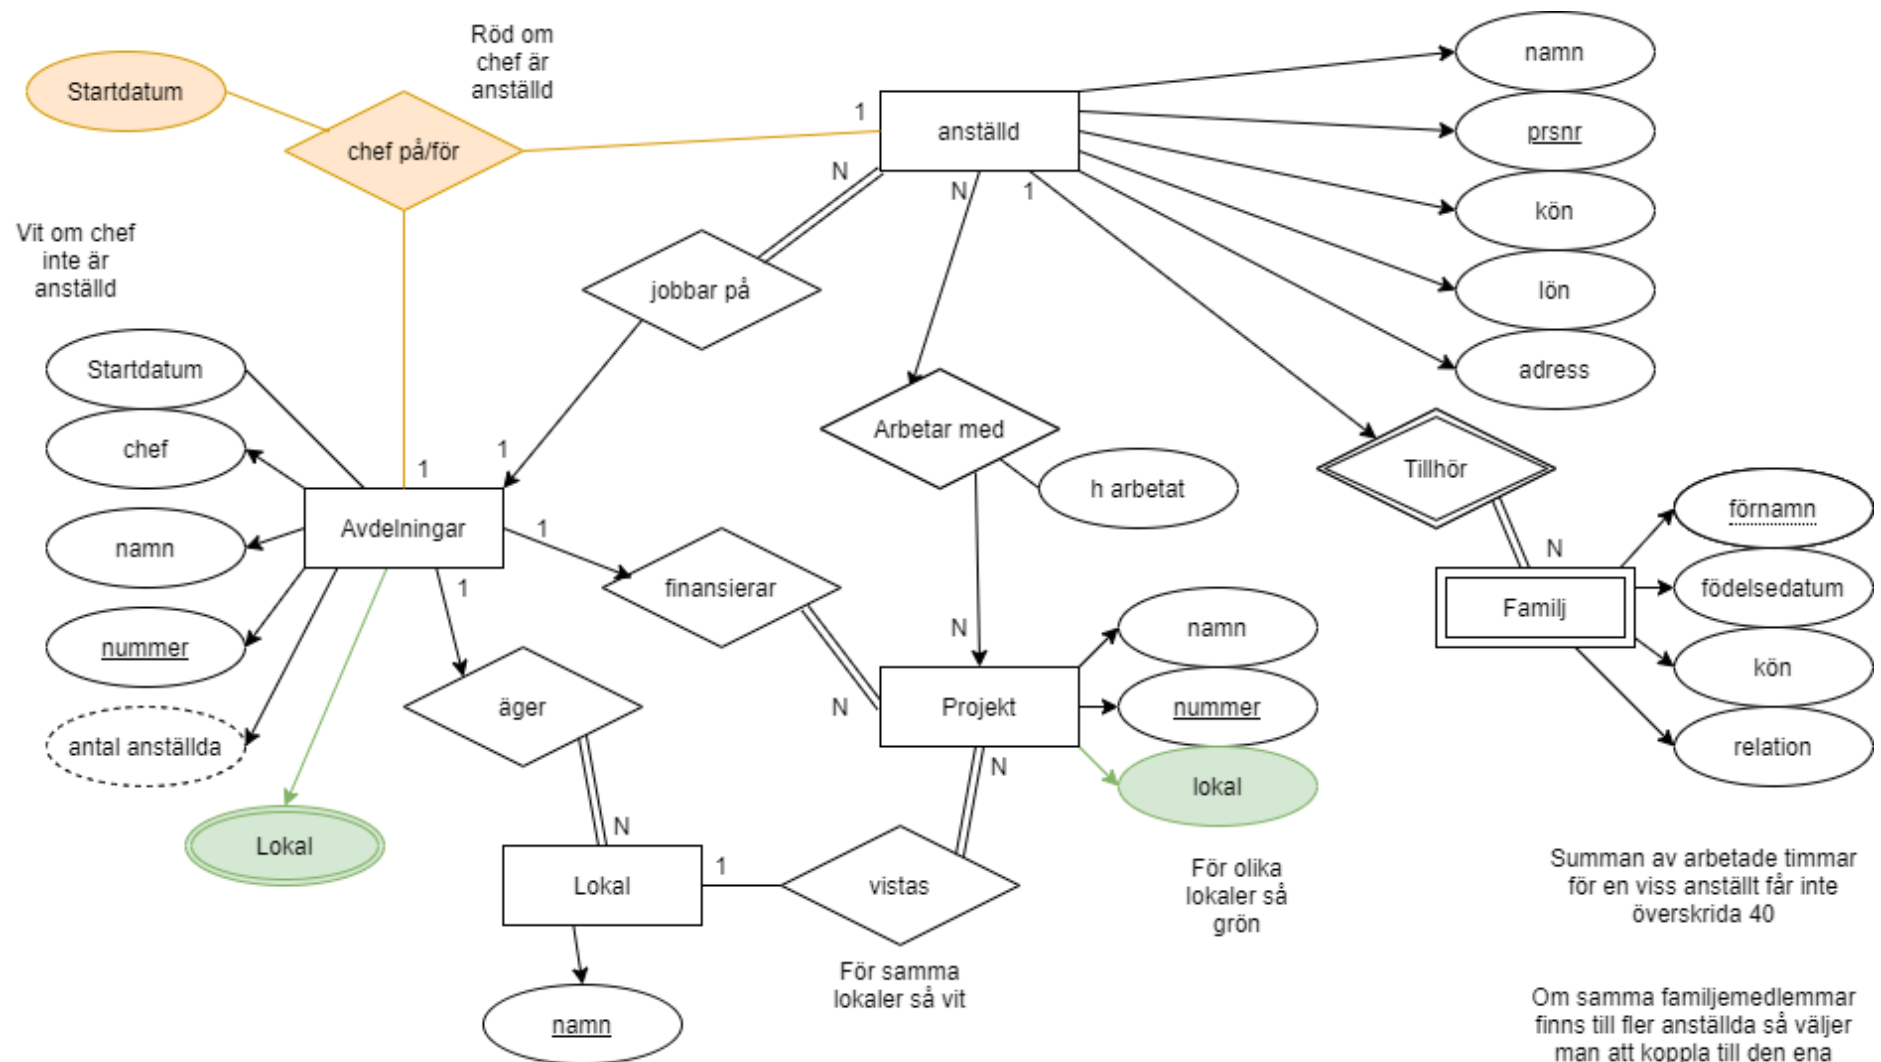 Röd om
chef är
anställd
namn
Startdatum
1
anställd
prsnr
chef på/för
N
N
1
kön
Vit om chef
inte är
anställd
jobbar på
lön
Startdatum
adress
Arbetar med
chef
1
1
Tillhör
h arbetat
förnamn
Avdelningar
1
namn
N
finansierar
födelsedatum
1
Familj
namn
N
nummer
kön
äger
N
Projekt
nummer
antal anställda
relation
N
lokal
N
Lokal
1
Lokal
vistas
För olika
lokaler så
grön
Summan av arbetade timmar
för en viss anställt får inte
överskrida 40
För samma
lokaler så vit
namn
Om samma familjemedlemmar
finns till fler anställda så väljer
man att koppla till den ena